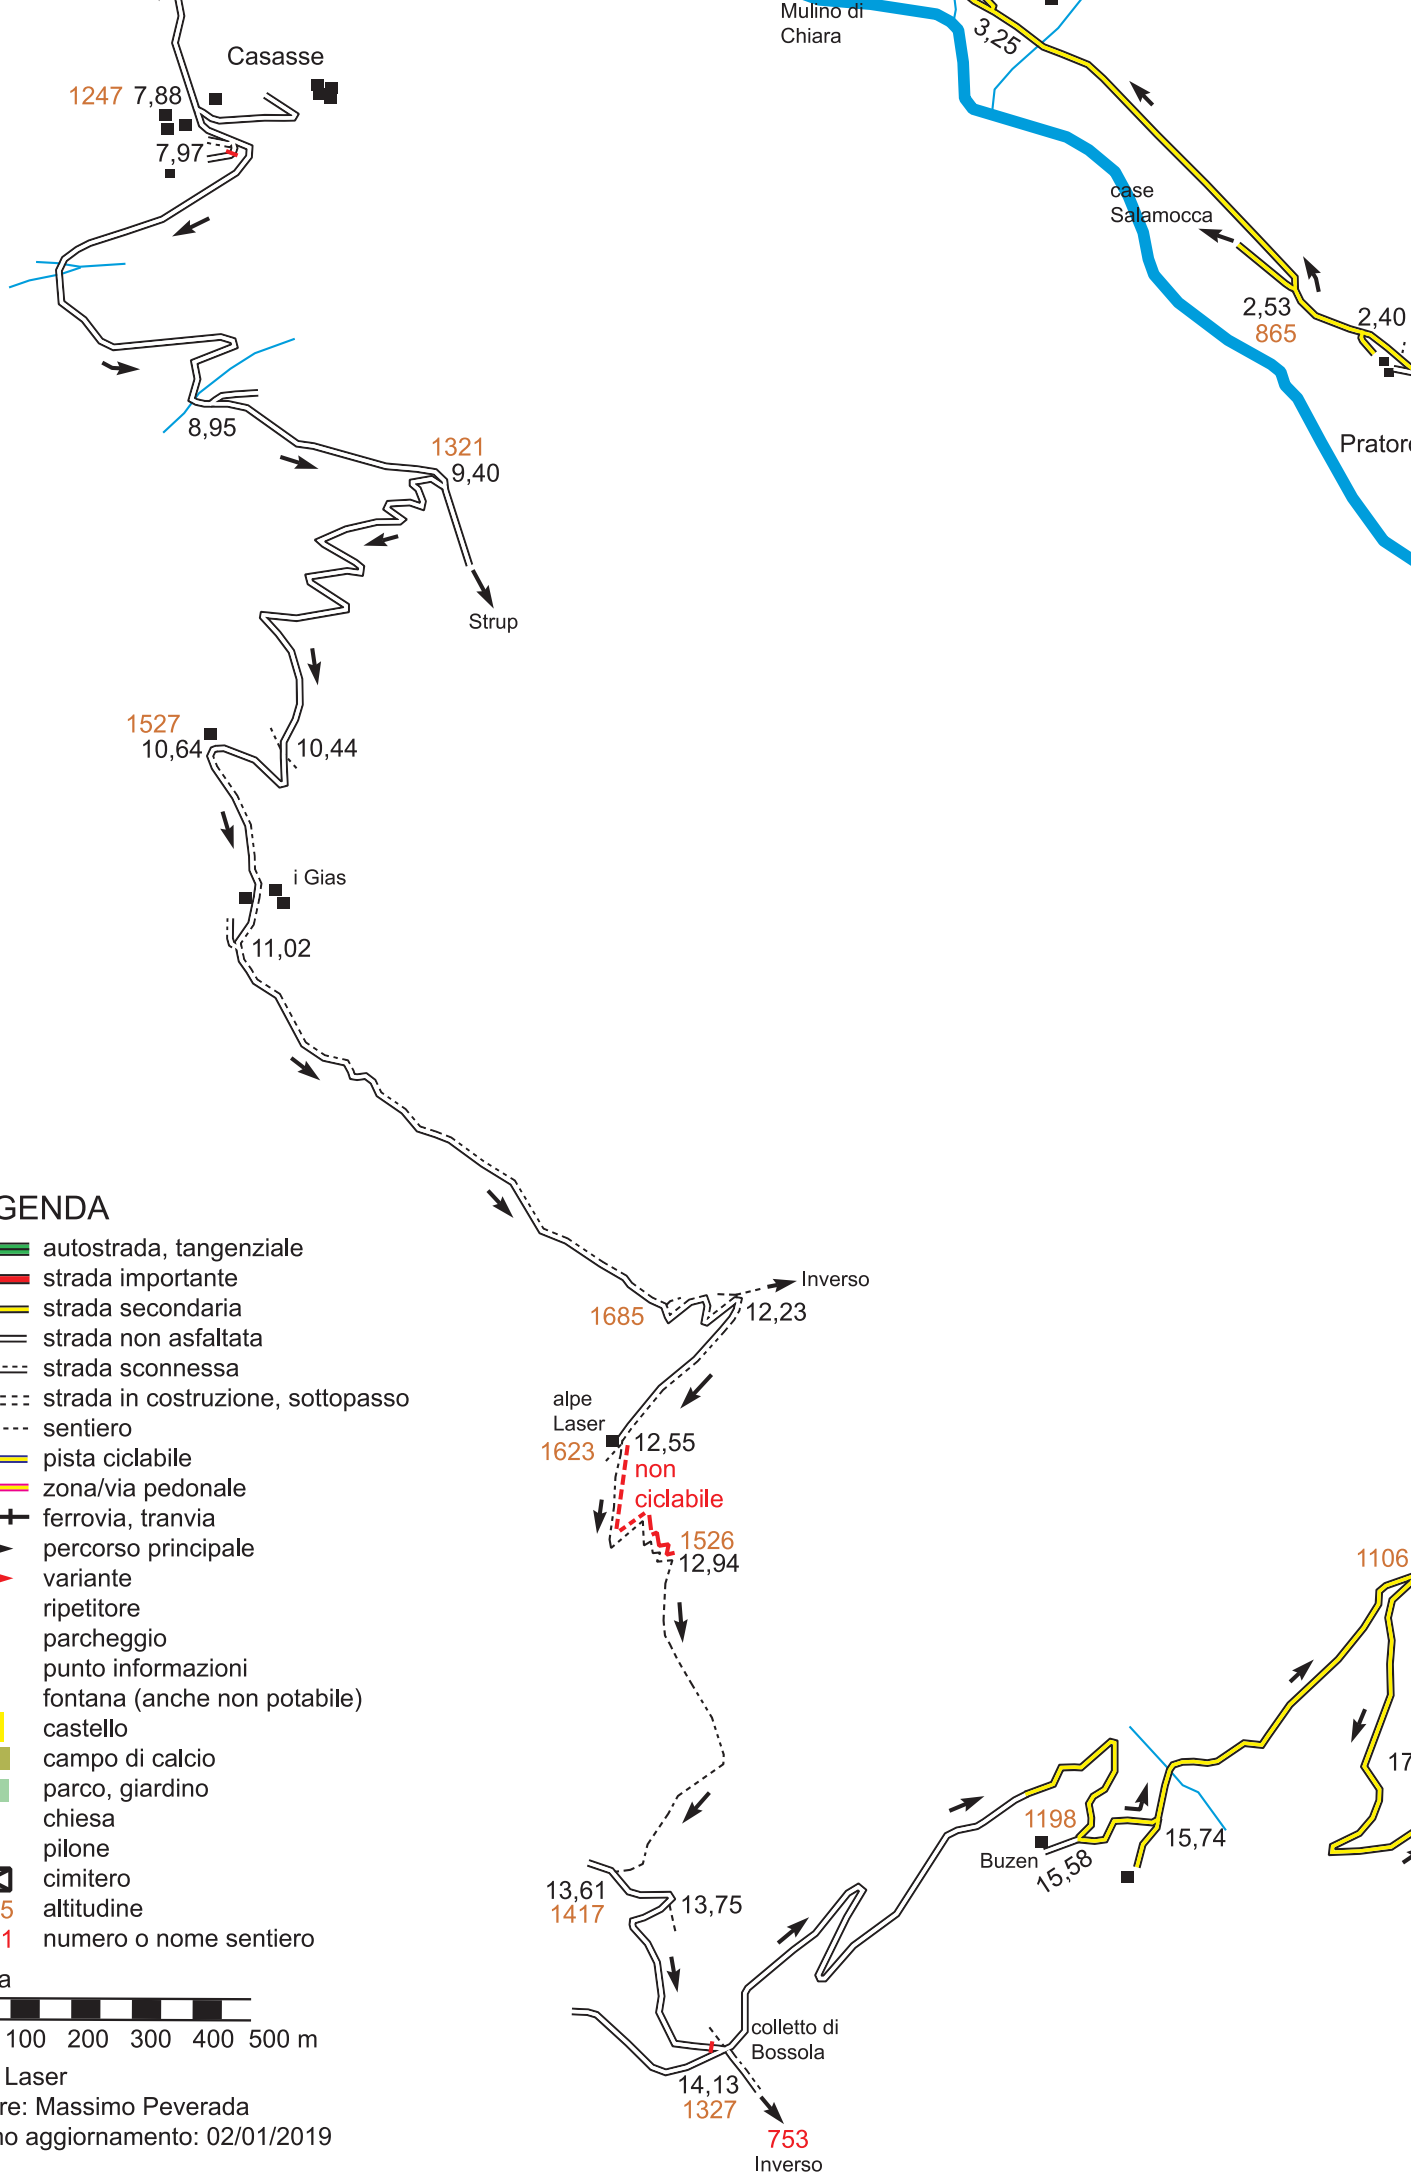 Mulino di
Chiara
3,25
Casasse
1247 7,88
7,97
case
Salamocca
2,53
865
2,40
8,95
1321
9,40
Strup
1527
10,64
10,44
i Gias
11,02
Inverso
1685
12,23
alpe
Laser
1623
12,55
non
ciclabile
1526
12,94
1106
1198
Buzen
15,58
15,74
13,61
1417
13,75
colletto di
Bossola
14,13
1327
753
Inverso
GENDA
autostrada, tangenziale
strada importante
strada secondaria
strada non asfaltata
strada sconnessa
strada in costruzione, sottopasso
sentiero
pista ciclabile
zona/via pedonale
ferrovia, tranvia
percorso principale
variante
ripetitore
parcheggio
punto informazioni
fontana (anche non potabile)
castello
campo di calcio
parco, giardino
chiesa
pilone
cimitero
5 altitudine
1 numero o nome sentiero
a
100 200 300 400 500 m
Laser
re: Massimo Peverada
no aggiornamento: 02/01/2019